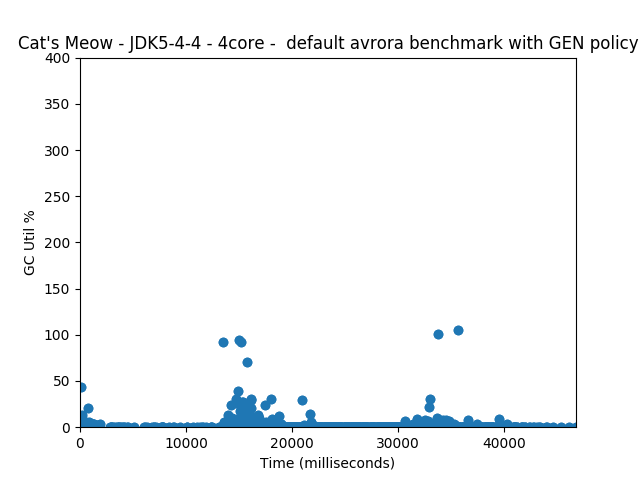 Cat's Meow - JDK5-4-4 - 4core -  default avrora benchmark with GEN policy
400
350
300
250
200
150
100
50
0
GC Util %
0 10000 20000 30000 40000
Time (milliseconds)